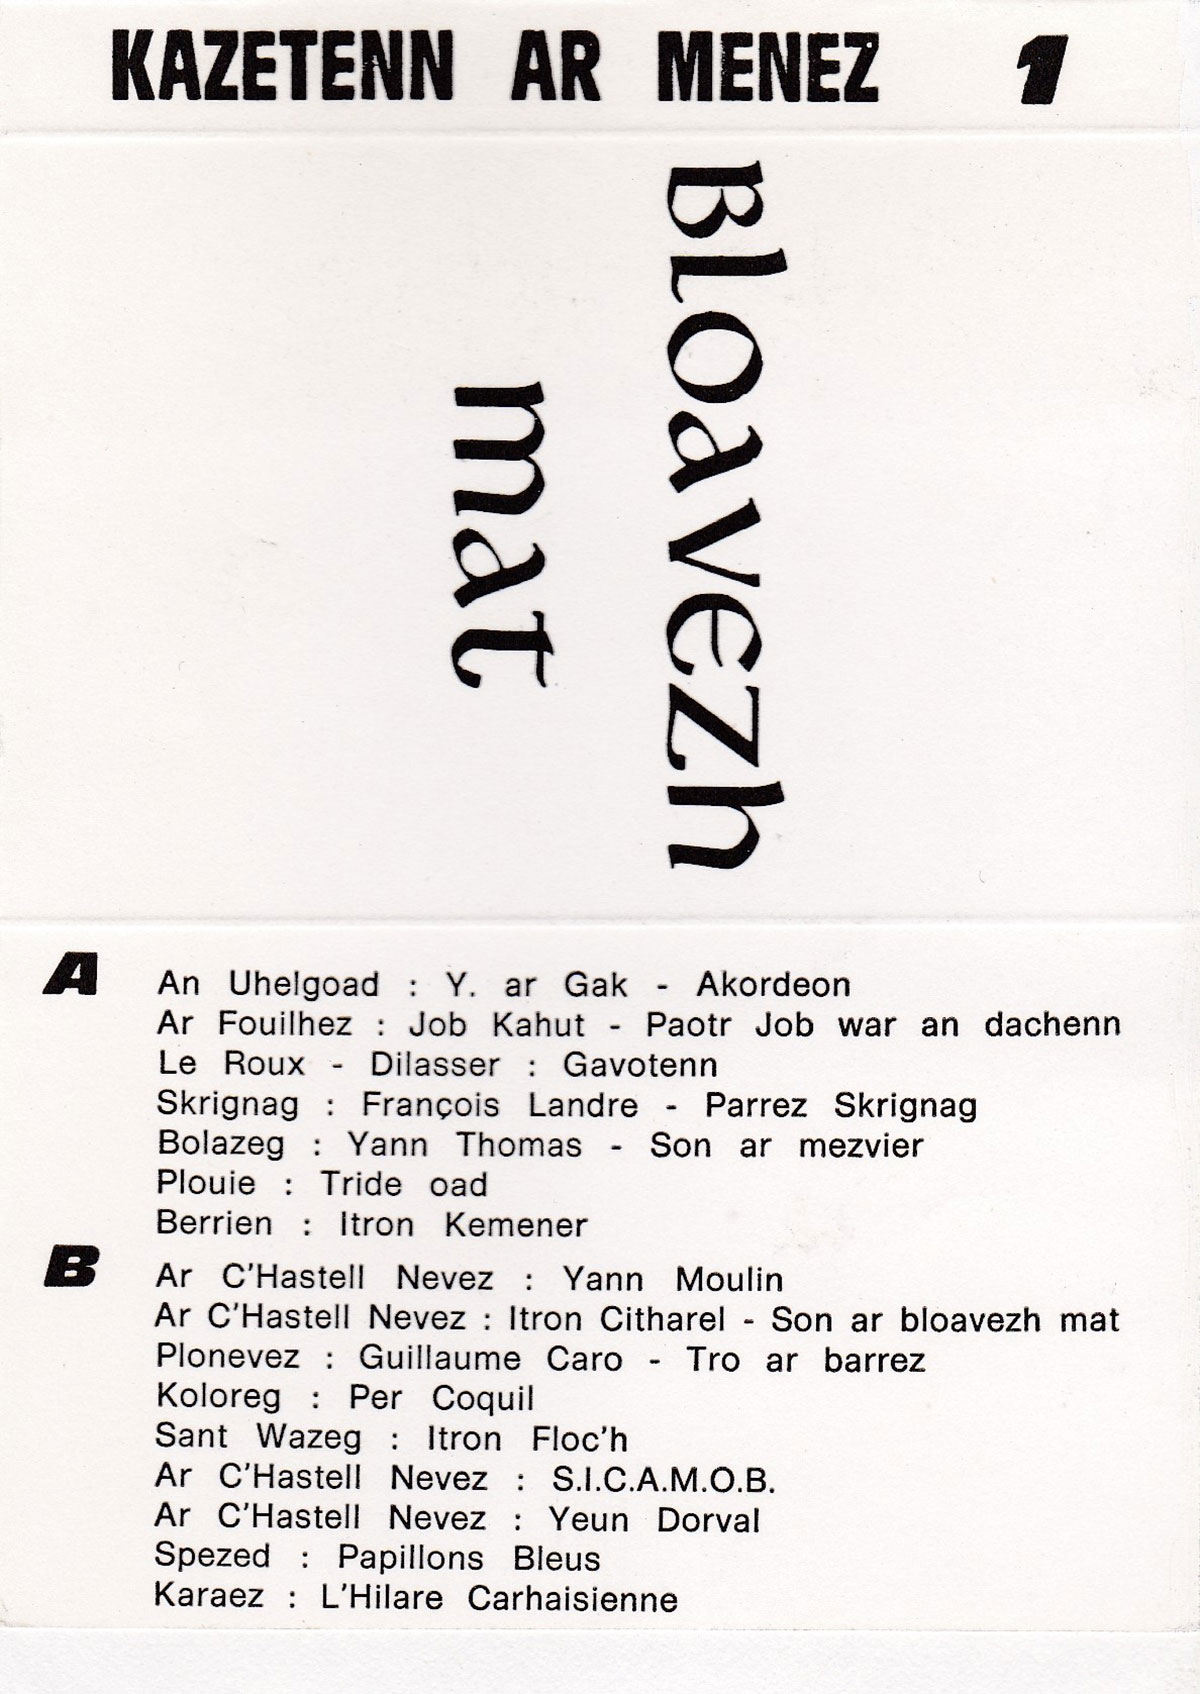 KAZETENN AR MENEZ 1
Bloavezh
mat
A
An Uhelgoad : Y. ar Gak - Akordeon
Ar Fouilhez : Job Kahut - Paotr Job war an dachenn
Le Roux - Dilasser : Gavotenn
Skrignag : François Landre - Parrez Skrignag
Bolazeg : Yann Thomas - Son ar mezvier
Plouie : Tride oad
Berrien : Itron Kemener
B
Ar C'Hastell Nevez : Yann Moulin
Ar C'Hastell Nevez : Itron Citharel - Son ar bloavezh mat
Plonevez : Guillaume Caro - Tro ar barrez
Koloreg : Per Coquil
Sant Wazeg : Itron Floc'h
Ar C'Hastell Nevez : S.I.C.A.M.O.B.
Ar C'Hastell Nevez : Yeun Dorval
Spezed : Papillons Bleus
Karaez : L'Hilare Carhaisienne